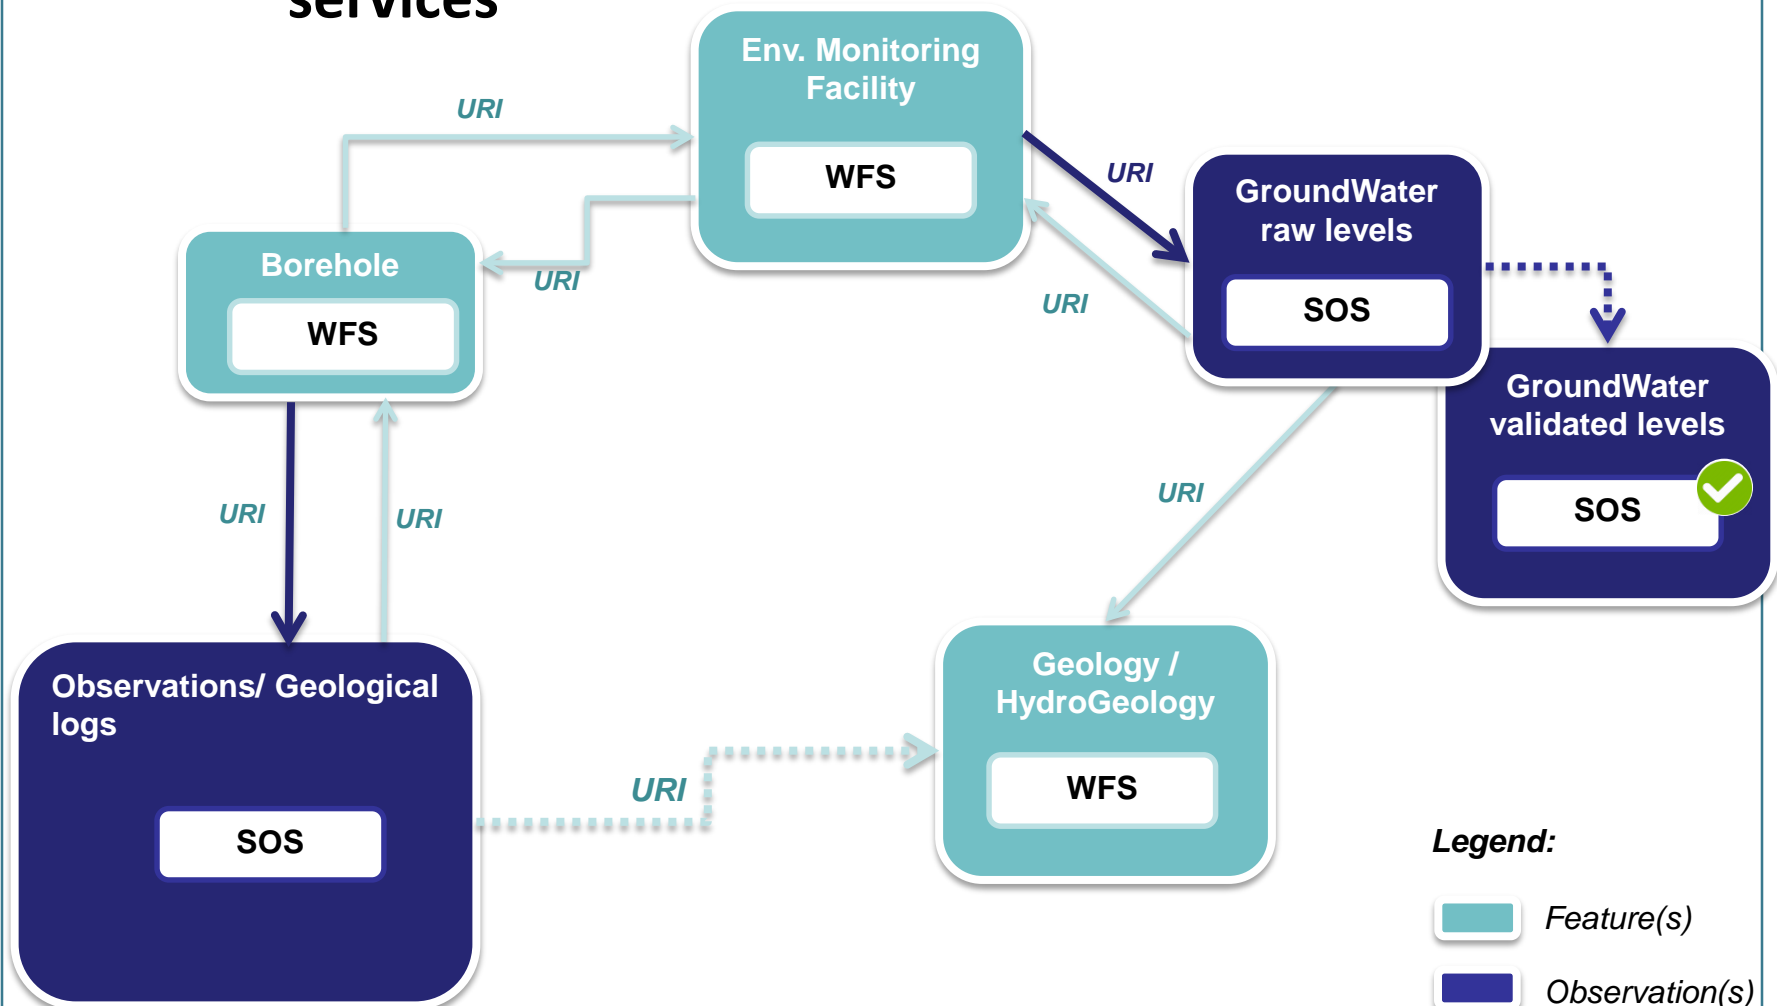 services
Env. Monitoring
Facility
WFS
URI
URI
URI
URI
GroundWater
raw levels
SOS
Borehole
WFS
GroundWater
validated levels
SOS
URI
URI
URI
Observations/ Geological
logs
SOS
URI
Geology /
HydroGeology
WFS
Legend:
Feature(s)
Observation(s)